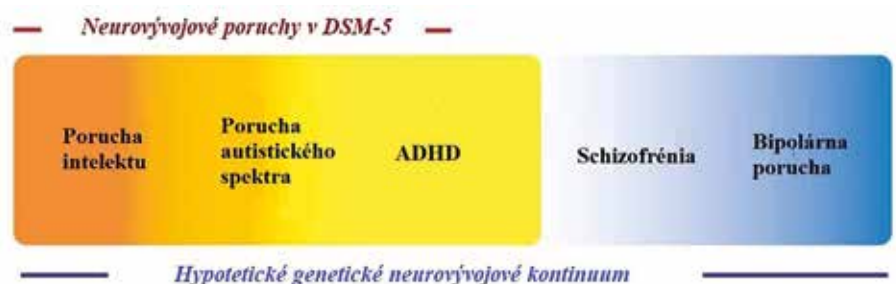 Neurovývojové poruchy v DSM-5
Porucha
intelektu
Porucha
autistického
spektra
ADHD
Schizofrénia
Bipolárna
porucha
Hypotetické genetické neurovývojové kontinuum